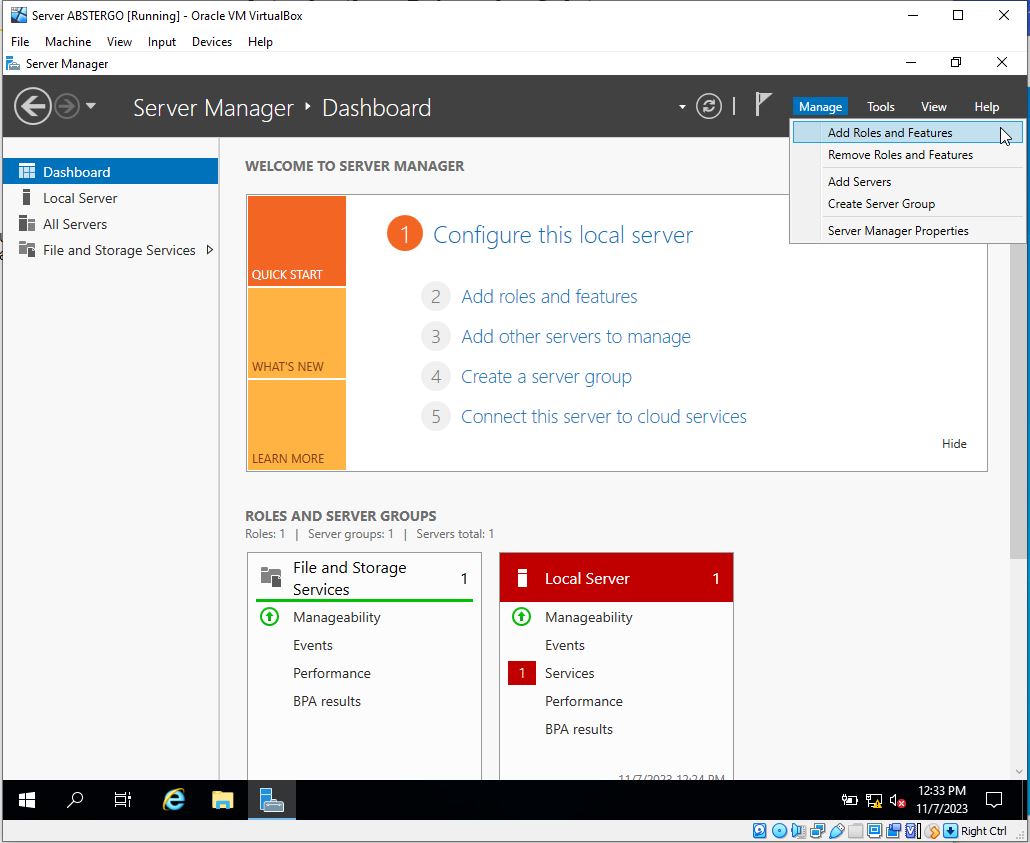 Server ABSTERGO [Running] - Oracle VM VirtualBox
File Machine View Input Devices Help
Server Manager
Server Manager • Dashboard
Manage Tools View Help
Add Roles and Features
Remove Roles and Features
Add Servers
Create Server Group
Server Manager Properties
Dashboard
Local Server
All Servers
File and Storage Services
WELCOME TO SERVER MANAGER
QUICK START
WHAT'S NEW
LEARN MORE
1 Configure this local server
2 Add roles and features
3 Add other servers to manage
4 Create a server group
5 Connect this server to cloud services
Hide
ROLES AND SERVER GROUPS
Roles: 1 | Server groups: 1 | Servers total: 1
File and Storage
Services
1
Manageability
Events
Performance
BPA results
Local Server 1
Manageability
Events
1 Services
Performance
BPA results
11/7/2023 12:24 PM
12:33 PM
11/7/2023
Right Ctrl